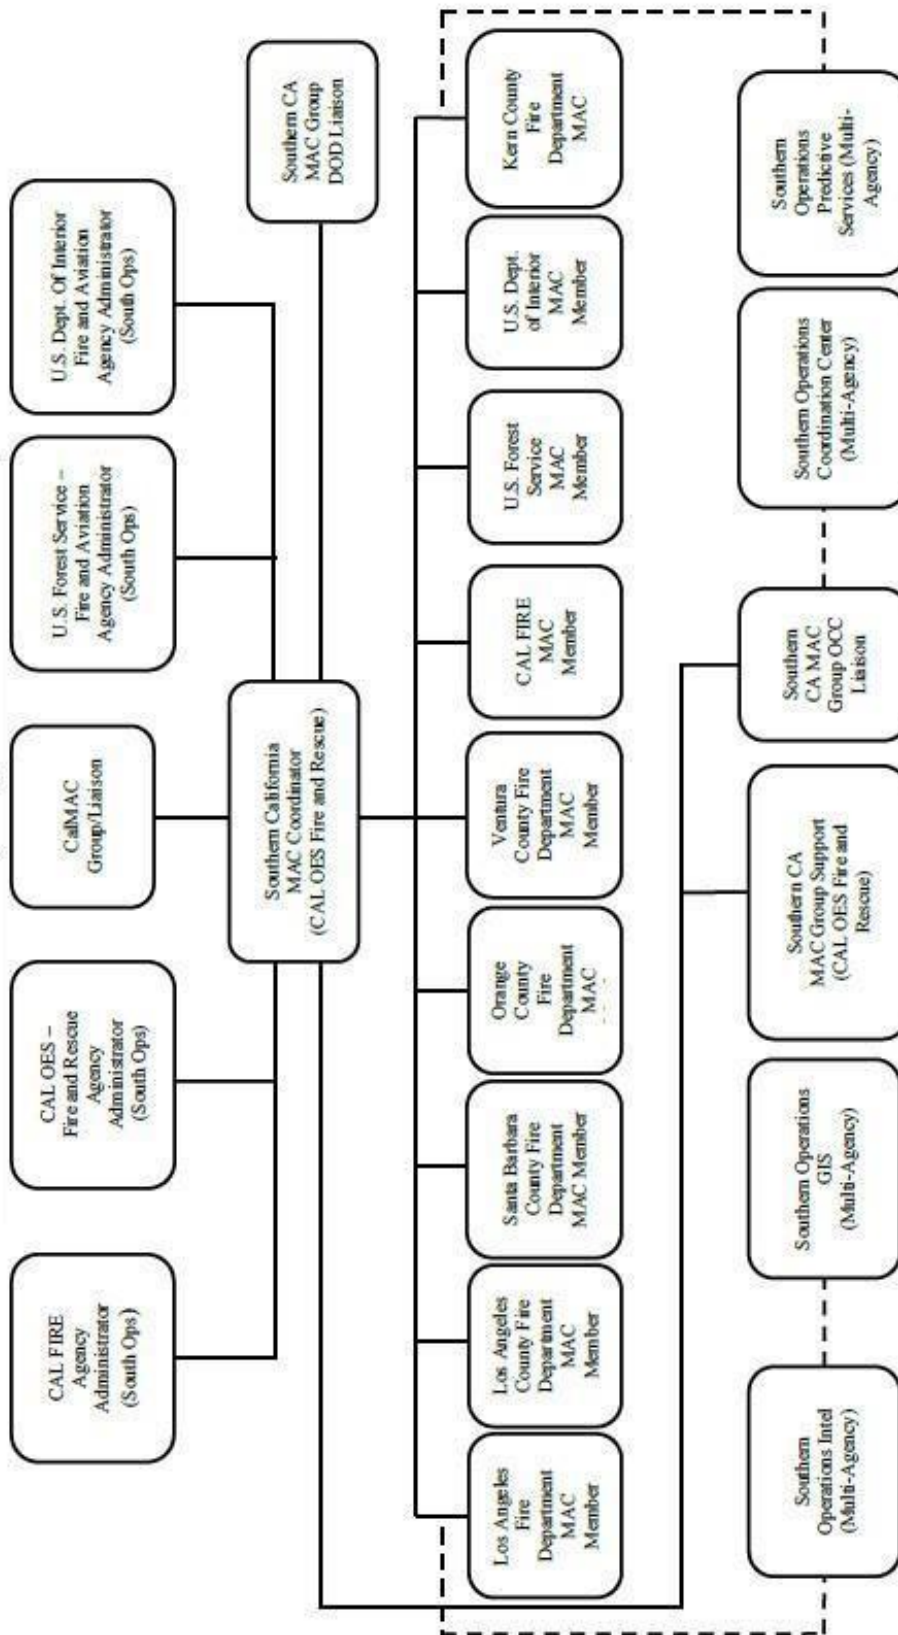 CAL FIRE
Agency
Administrator
(South Ops)
CAL OES –
Fire and Rescue
Agency
Administrator
(South Ops)
CalMAC
Group/Liaison
U.S. Forest Service –
Fire and Aviation
Agency Administrator
(South Ops)
U.S. Dept. Of Interior
Fire and Aviation
Agency Administrator
(South Ops)
Southern California
MAC Coordinator
(CAL OES Fire and Rescue)
Southern CA
MAC Group
DOD Liaison
Los Angeles
Fire
Department
MAC
Member
Los Angeles
County Fire
Department
MAC
Member
Santa Barbara
County Fire
Department
MAC Member
Orange
County
Fire
Department
MAC
Ventura
County Fire
Department
MAC
Member
CAL FIRE
MAC
Member
U.S. Forest
Service
MAC
Member
U.S. Dept.
of Interior
MAC
Member
Kern County
Fire
Department
MAC
Southern
Operations Intel
(Multi-Agency)
Southern Operations
GIS
(Multi-Agency)
Southern CA
MAC Group Support
(CAL OES Fire and
Rescue)
Southern
CA MAC
Group OCC
Liaison
Southern Operations
Coordination Center
(Multi-Agency)
Southern
Operations
Predictive
Services (Multi-
Agency)